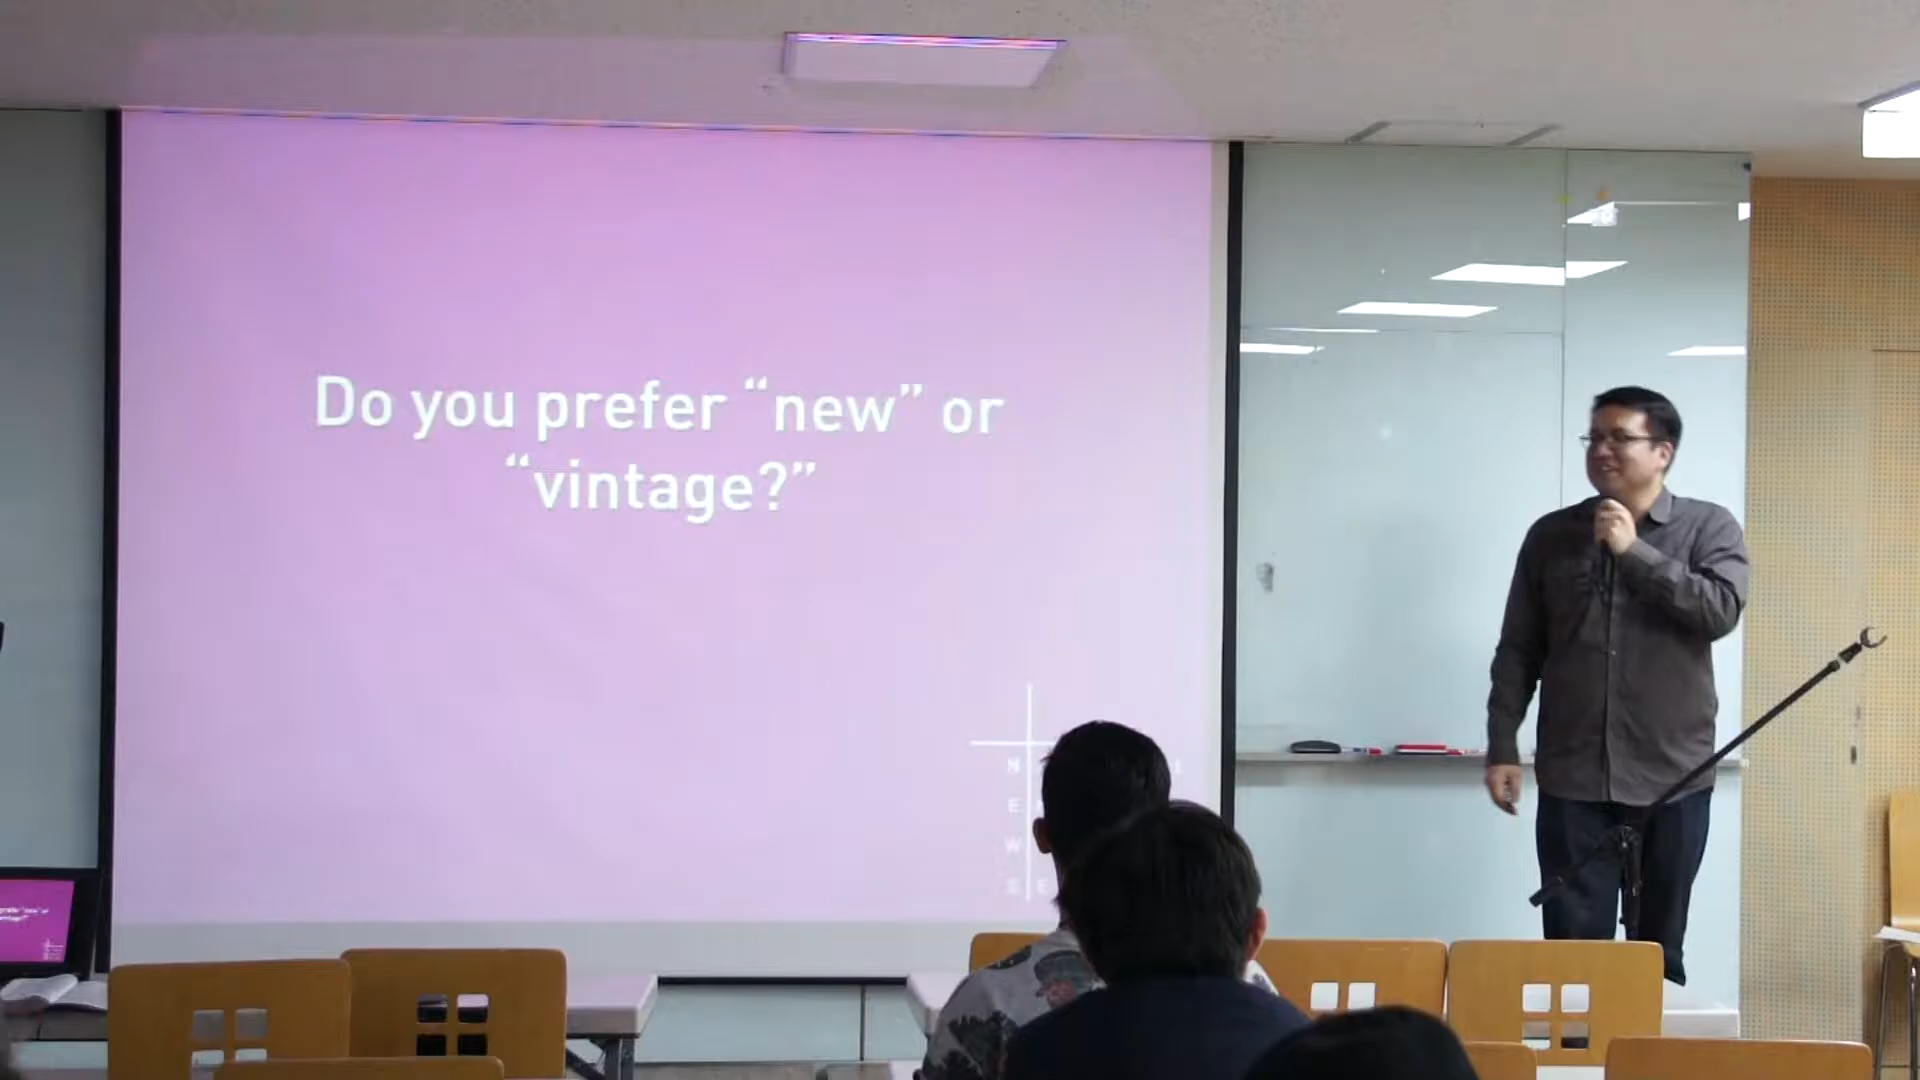 Do you prefer “new” or
“vintage?”